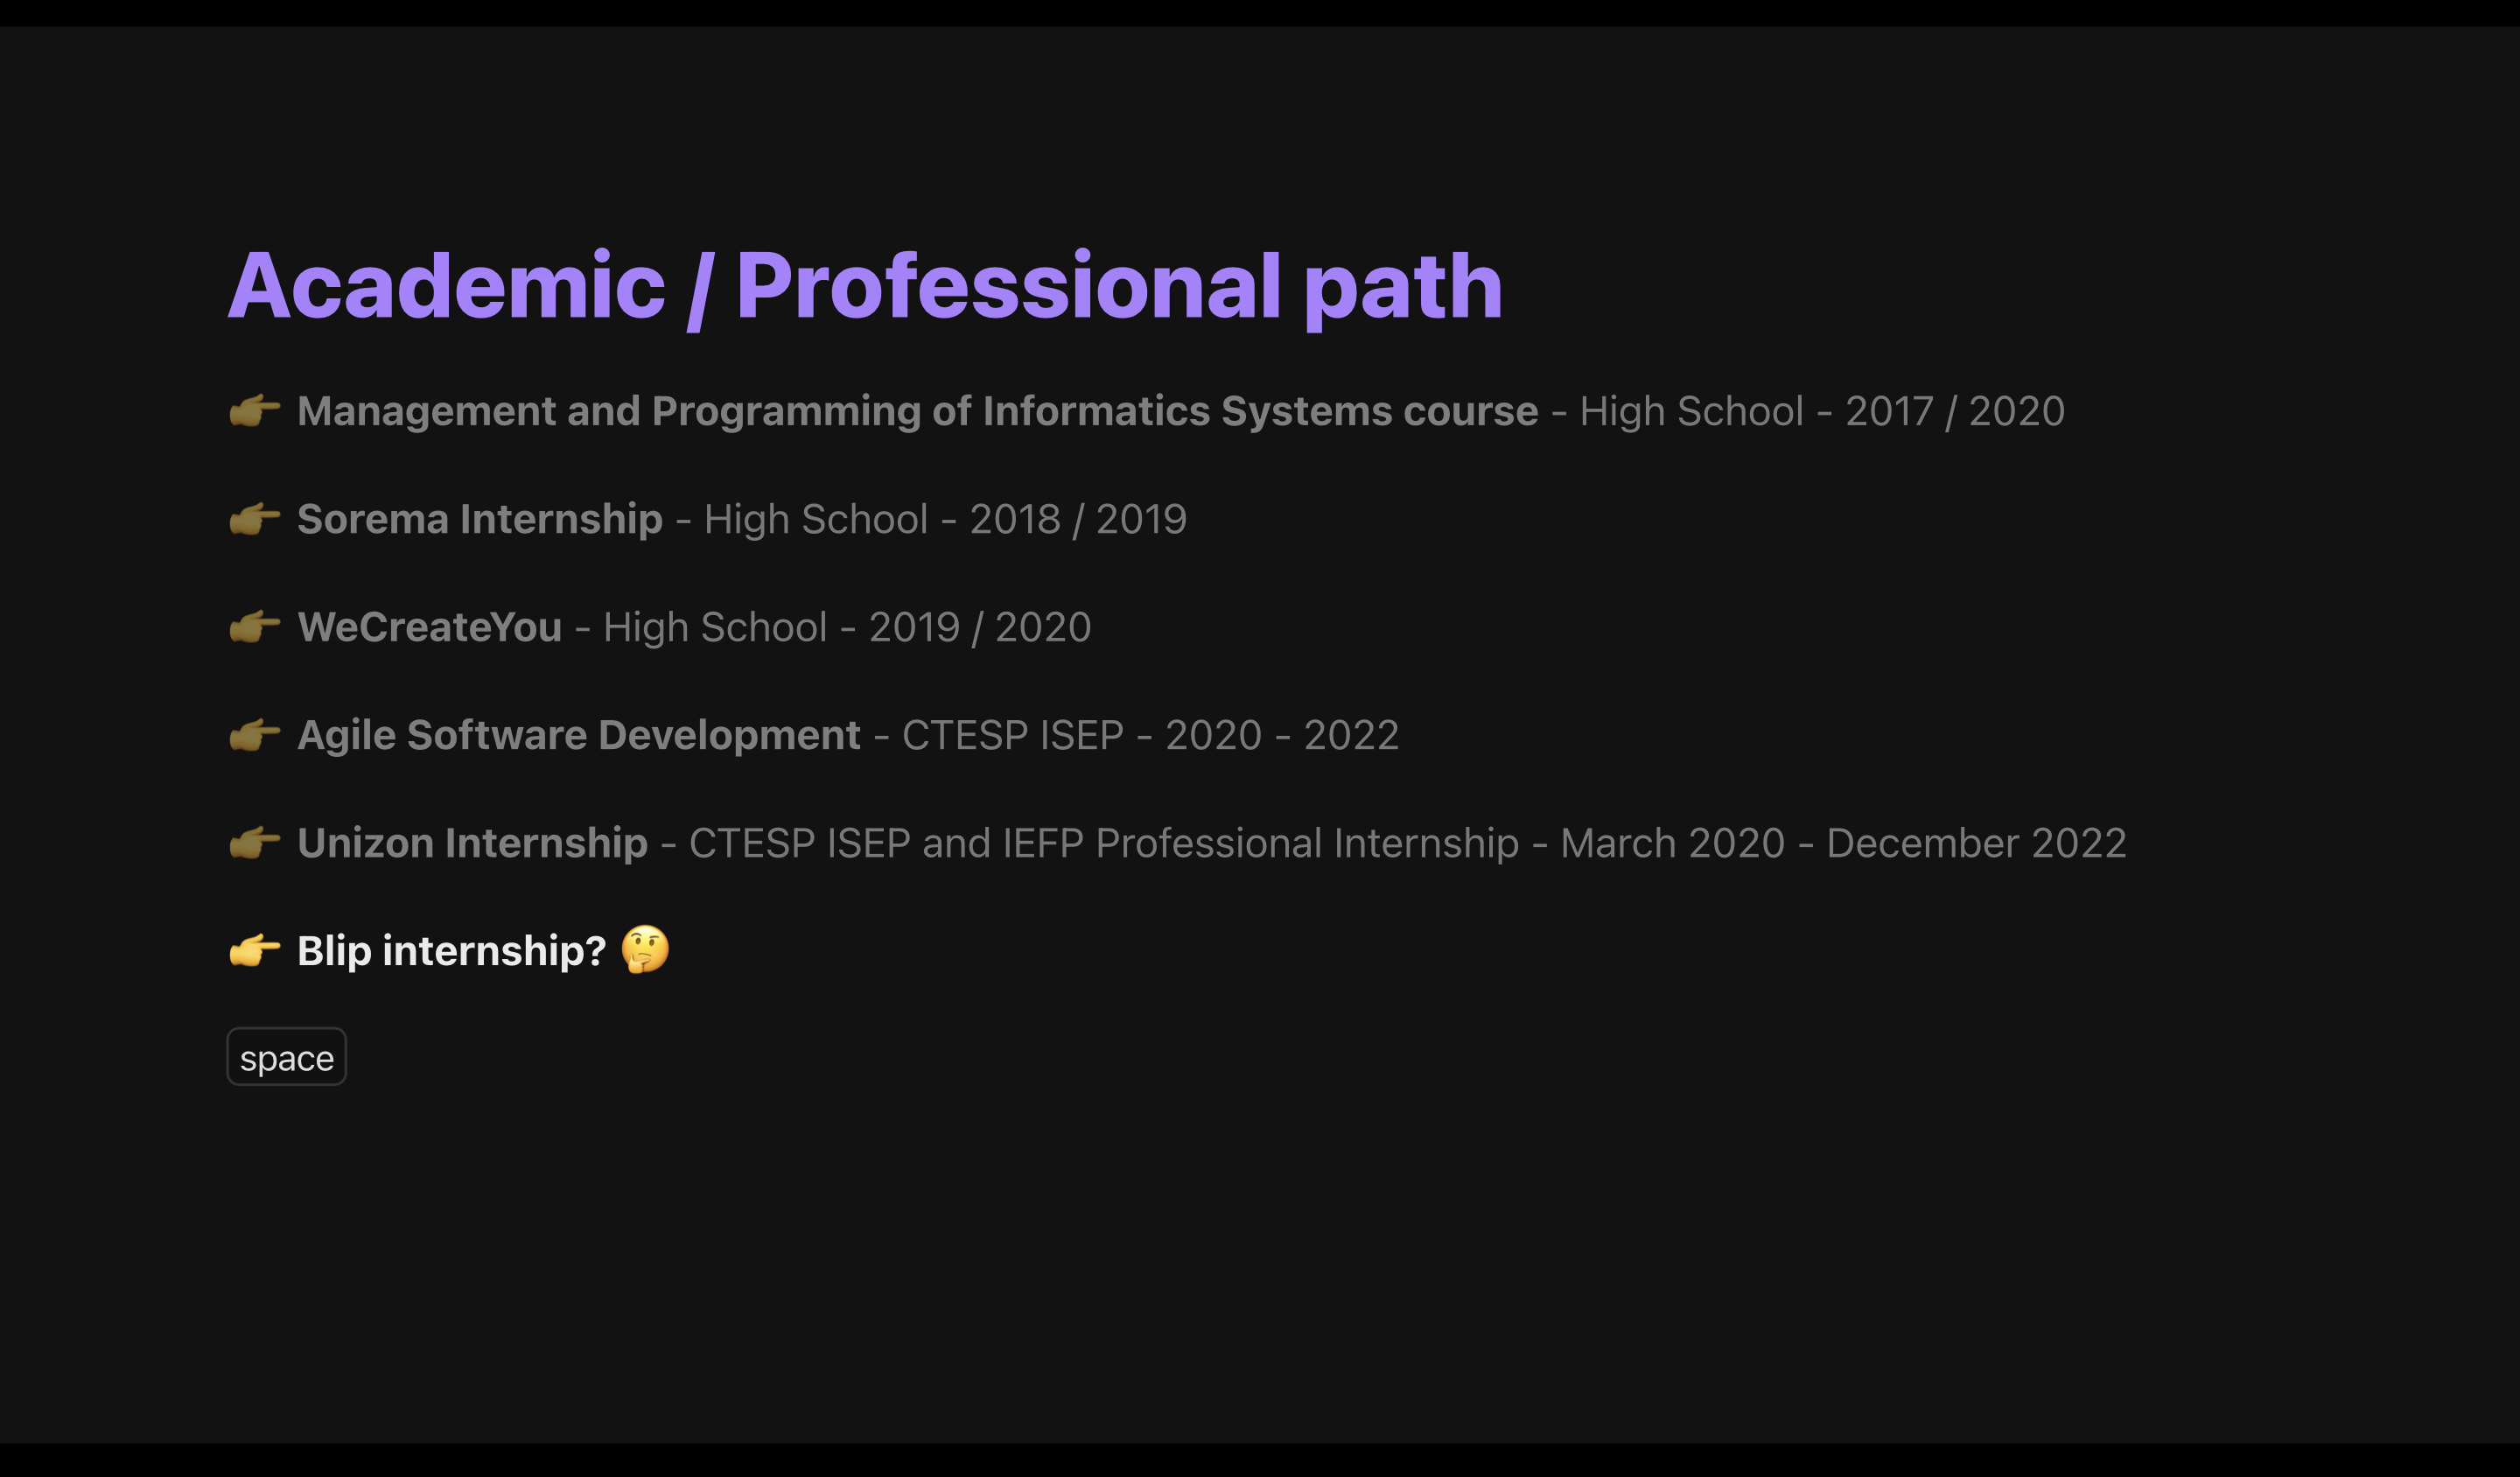 Academic / Professional path
👉 Management and Programming of Informatics Systems course - High School - 2017 / 2020
👉 Sorema Internship - High School - 2018 / 2019
👉 WeCreateYou - High School - 2019 / 2020
👉 Agile Software Development - CTESP ISEP - 2020 - 2022
👉 Unizon Internship - CTESP ISEP and IEFP Professional Internship - March 2020 - December 2022
👉 Blip internship? 🤔
space